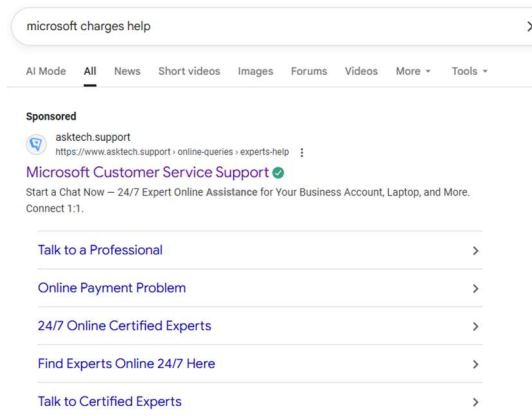 microsoft charges help
AI Mode All News Short videos Images Forums Videos More Tools
Sponsored
asktech.support
https://www.asktech.support › online-queries › experts-help
Microsoft Customer Service Support
Start a Chat Now — 24/7 Expert Online Assistance for Your Business Account, Laptop, and More.
Connect 1:1.
Talk to a Professional
Online Payment Problem
24/7 Online Certified Experts
Find Experts Online 24/7 Here
Talk to Certified Experts